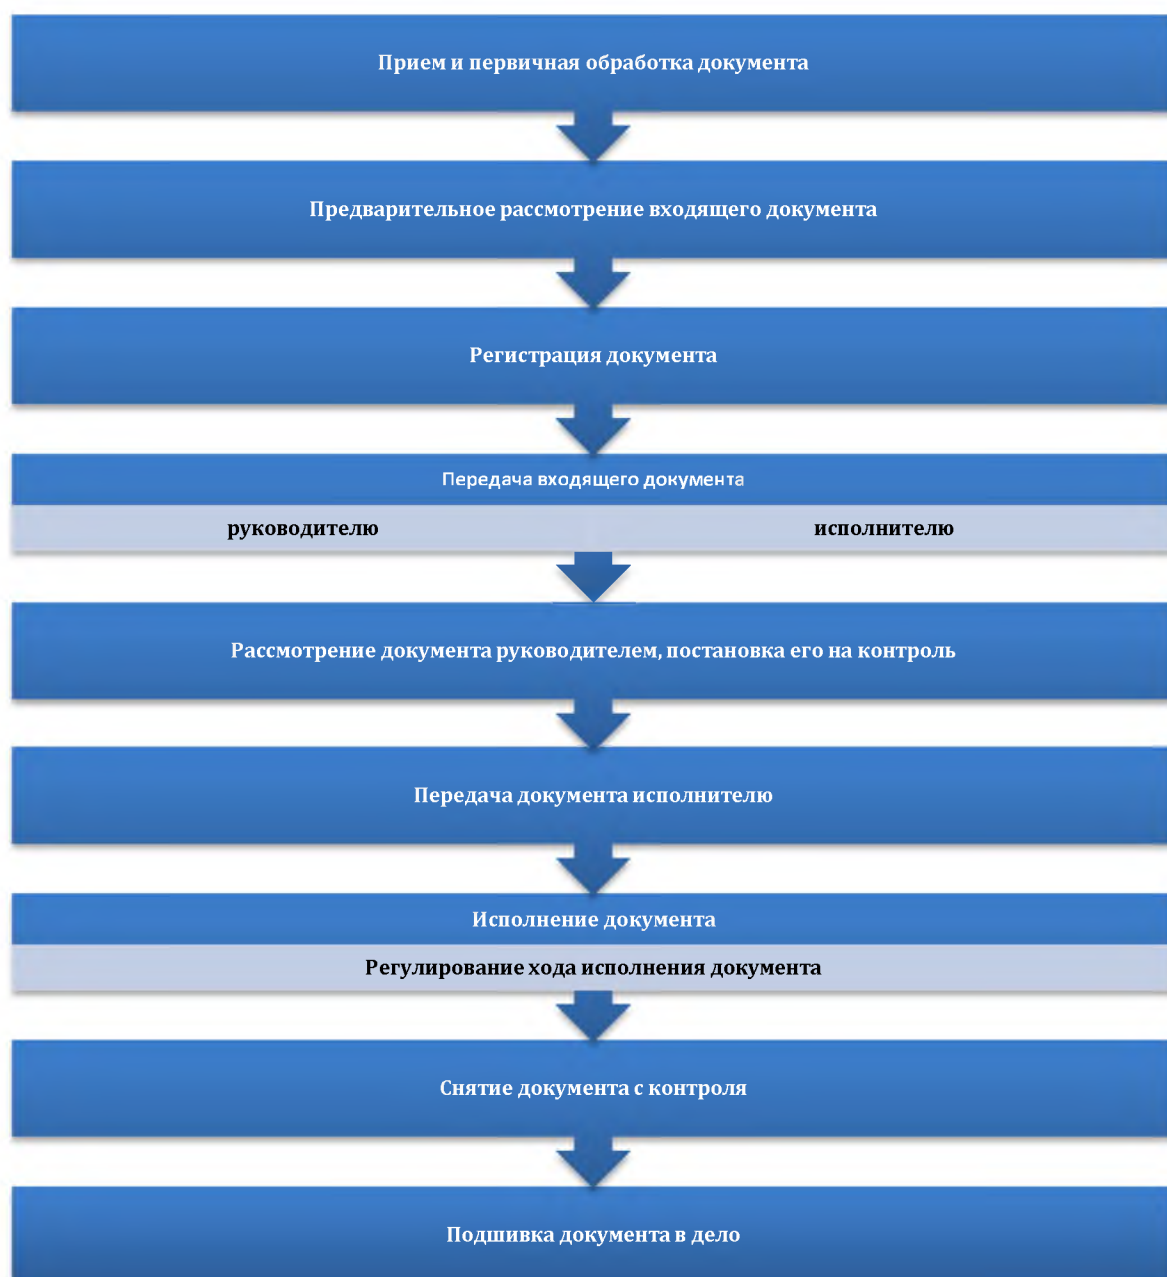 Прием и первичная обработка документа
Предварительное рассмотрение входящего документа
Регистрация документа
Передача входящего документа
руководителю
исполнителю
Рассмотрение документа руководителем, постановка его на контроль
Передача документа исполнителю
Исполнение документа
Регулирование хода исполнения документа
Снятие документа с контроля
Подшивка документа в дело